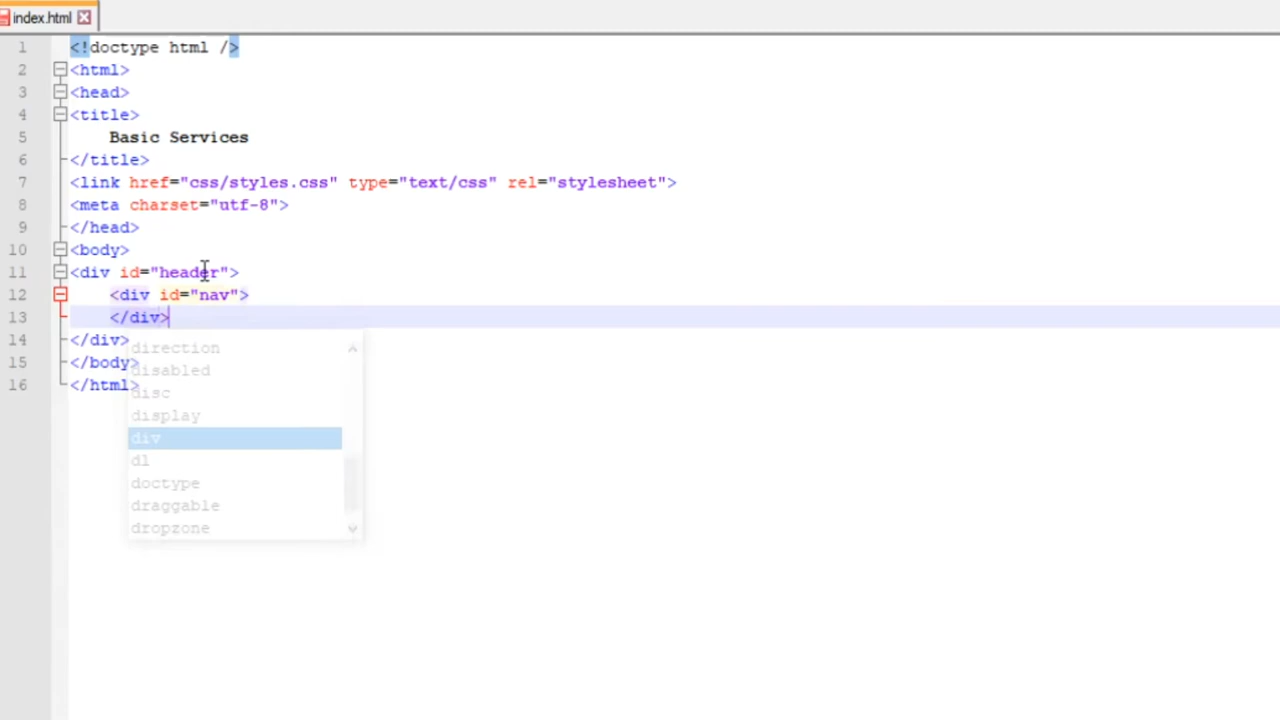 index.html
1 <!doctype html />
2 <html>
3 <head>
4 <title>
5 Basic Services
6 </title>
7 <link href="css/styles.css" type="text/css" rel="stylesheet">
8 <meta charset="utf-8">
9 </head>
10 <body>
11 <div id="header">
12 <div id="nav">
13 </div>
14 </div>
15 </body>
16 </html>
direction
disabled
disc
display
div
dl
doctype
draggable
dropzone